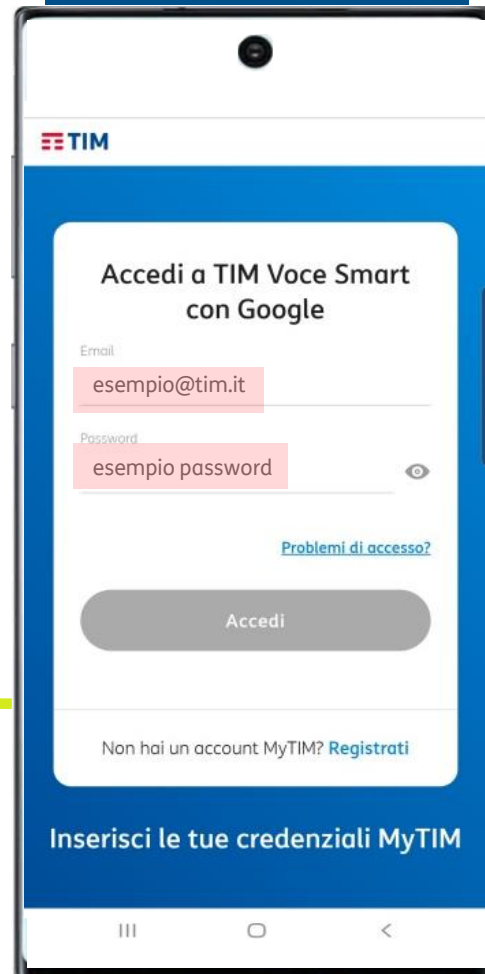 TIM
Accedi a TIM Voce Smart
con Google
Email
esempio@tim.it
Password
esempio password
Problemi di accesso?
Accedi
Non hai un account MyTIM? Registrati
Inserisci le tue credenziali MyTIM